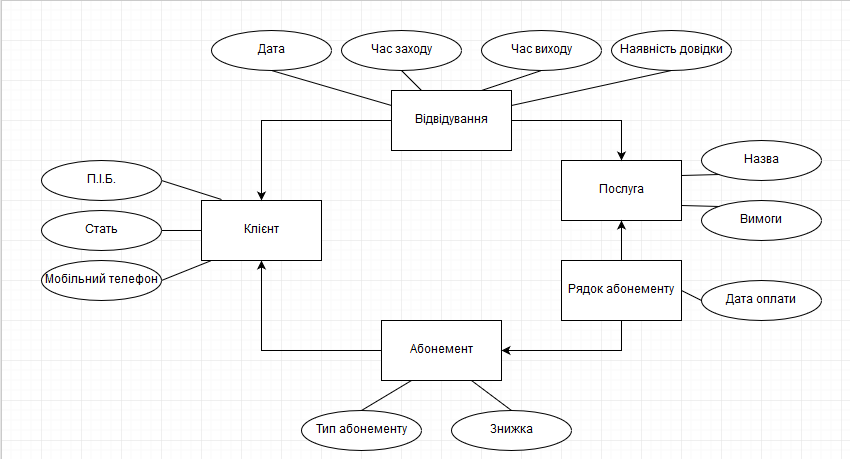 Дата
Час заходу
Час виходу
Наявність довідки
Відвідування
Назва
П.І.Б.
Послуга
Вимоги
Стать
Клієнт
Мобільний телефон
Рядок абонементу
Дата оплати
Абонемент
Тип абонементу
Знижка